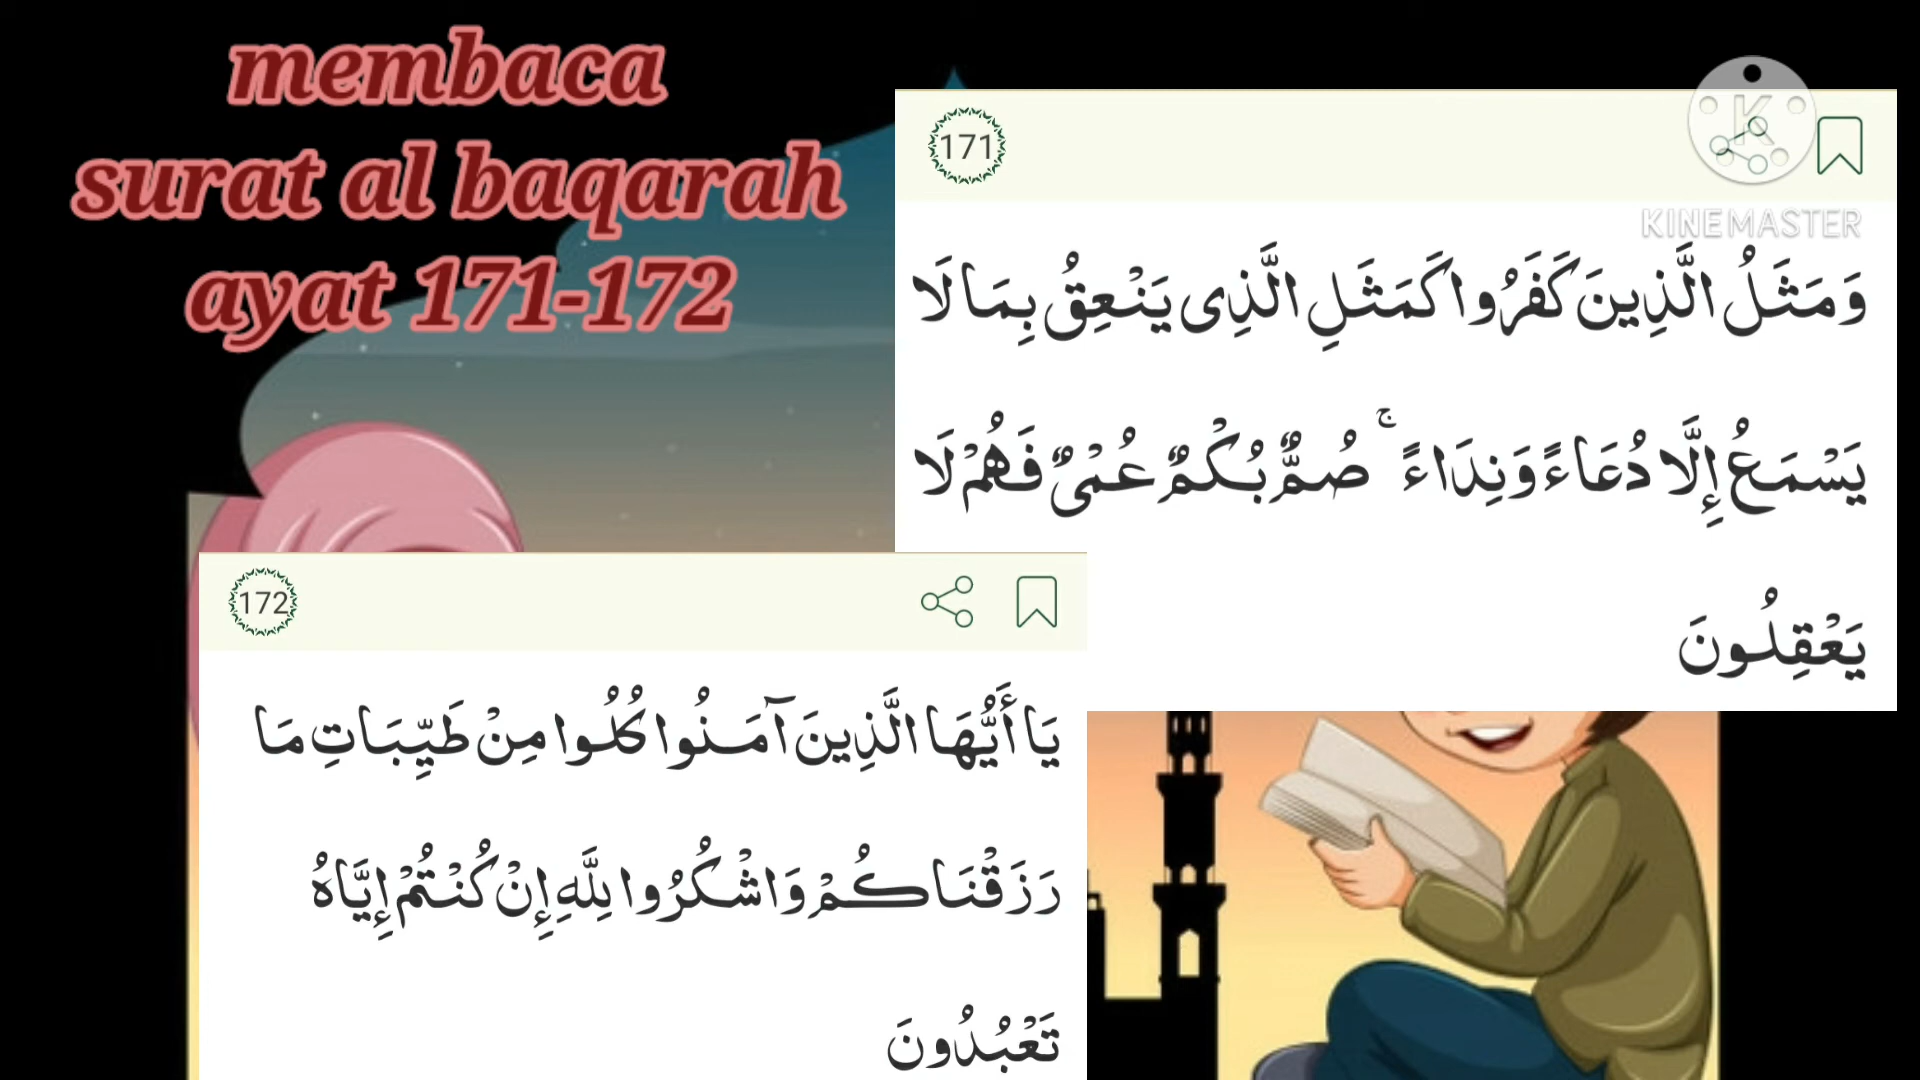 membaca
surat al baqarah
ayat 171-172
171
KINEMASTER
وَمَثَلُ الَّذِينَ كَفَرُوا كَمَثَلِ الَّذِى يَنْعِقُ بِمَا لَا
يَسْمَعُ إِلَّا دُعَاءً وَنِدَاءً ۚ صُمٌّ بُكْمٌ عُمْىٌ فَهُمْ لَا
يَعْقِلُونَ
172
يَا أَيُّهَا الَّذِينَ آمَنُوا كُلُوا مِنْ طَيِّبَاتِ مَا
رَزَقْنَاكُمْ وَاشْكُرُوا لِلَّهِ إِنْ كُنْتُمْ إِيَّاهُ
تَعْبُدُونَ